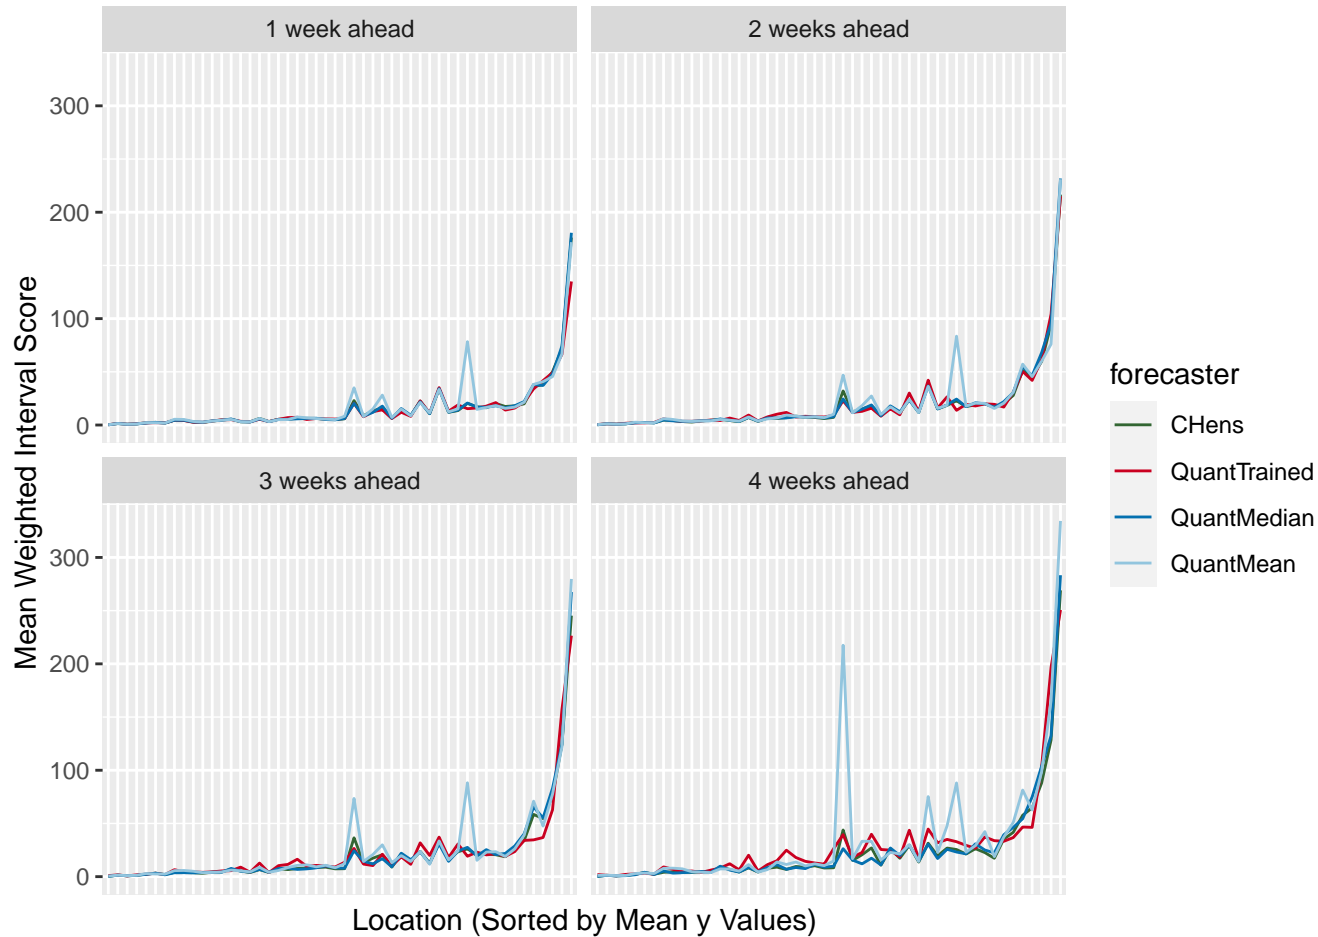 1 week ahead
2 weeks ahead
300
200
100
0
3 weeks ahead
4 weeks ahead
300
200
100
0
Mean Weighted Interval Score
Location (Sorted by Mean y Values)
forecaster
CHens
QuantTrained
QuantMedian
QuantMean